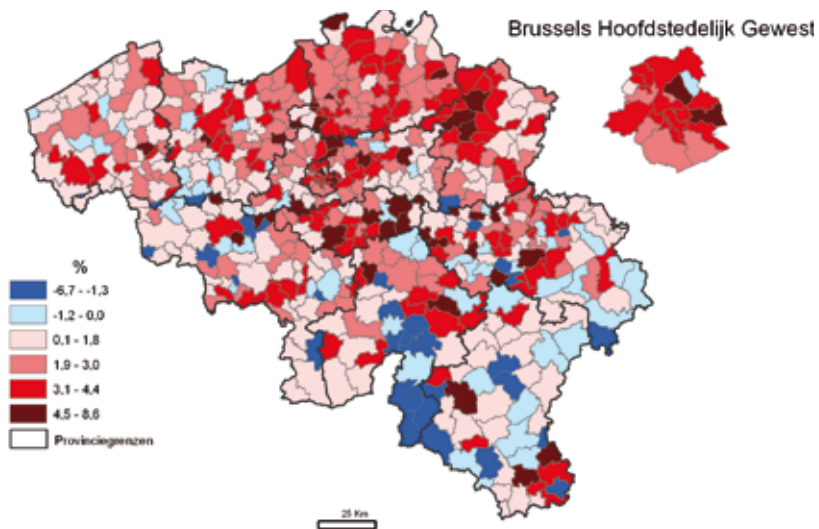 Brussels Hoofdstedelijk Gewest
%
-6,7 - -1,3
-1,2 - 0,0
0,1 - 1,8
1,9 - 3,0
3,1 - 4,4
4,5 - 8,6
Provinciegrenzen
25 Km